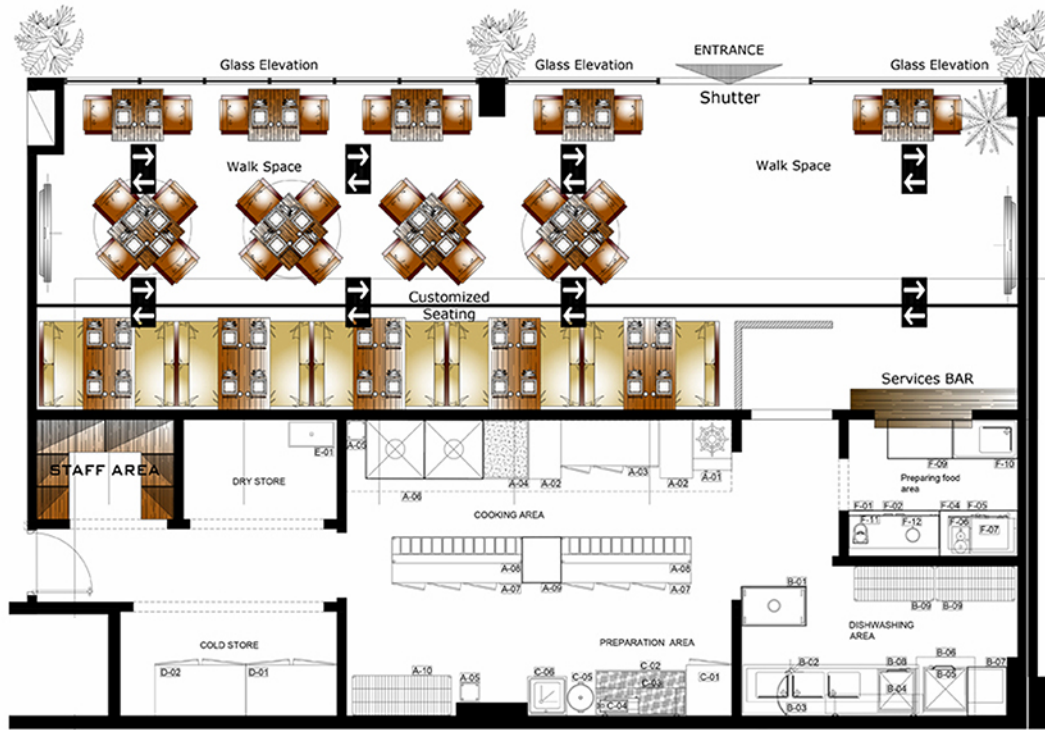 ENTRANCE
Glass Elevation
Glass Elevation
Glass Elevation
Shutter
Walk Space
Walk Space
Customized
Seating
Services BAR
STAFF AREA
E-01
DRY STORE
A-05
A-06
A-04
A-02
A-03
A-02
A-01
COOKING AREA
F-09
F-10
Preparing food
area
F-01
F-02
F-04
F-05
F-11
F-12
F-06
F-07
A-08
A-07
A-09
A-08
A-07
B-01
B-09
B-09
DISHWASHING
AREA
COLD STORE
D-02
D-01
PREPARATION AREA
A-10
A-05
C-06
C-05
C-02
C-03
C-04
C-01
B-02
B-03
B-08
B-04
B-06
B-05
B-07